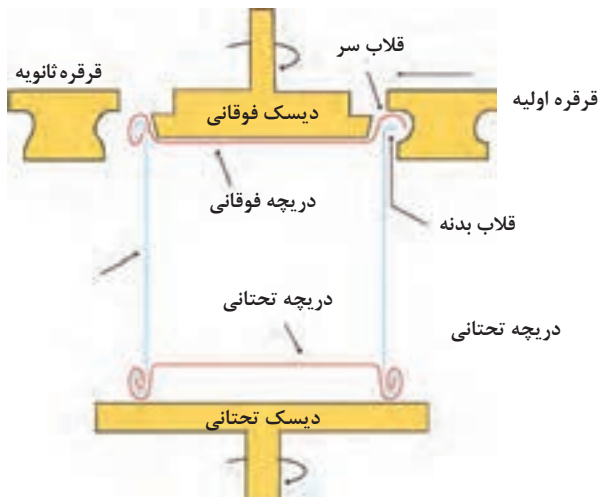 قلاب سر
قرقره ثانویه
قرقره اولیه
دیسک فوقانی
دریچه فوقانی
قلاب بدنه
دریچه تحتانی
دریچه تحتانی
دیسک تحتانی